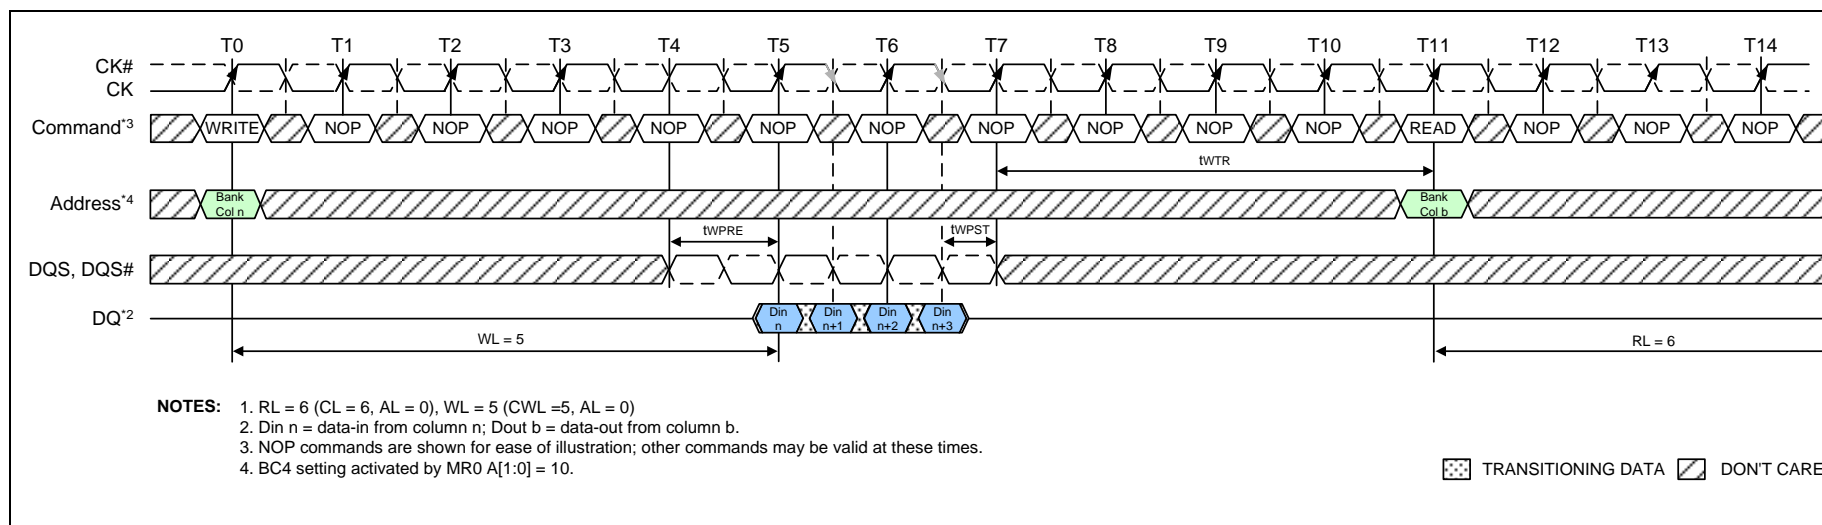 T0 T1 T2 T3 T4 T5 T6 T7 T8 T9 T10 T11 T12 T13 T14
CK#
CK
Command*3 WRITE NOP NOP NOP NOP NOP NOP NOP NOP NOP NOP READ NOP NOP NOP
tWTR
Address*4 Bank Col n Bank Col b
tWPRE tWPST
DQS, DQS#
DQ*2 Din n Din n+1 Din n+2 Din n+3
WL = 5 RL = 6
NOTES: 1. RL = 6 (CL = 6, AL = 0), WL = 5 (CWL =5, AL = 0)
2. Din n = data-in from column n; Dout b = data-out from column b.
3. NOP commands are shown for ease of illustration; other commands may be valid at these times.
4. BC4 setting activated by MR0 A[1:0] = 10.
TRANSITIONING DATA DON'T CARE